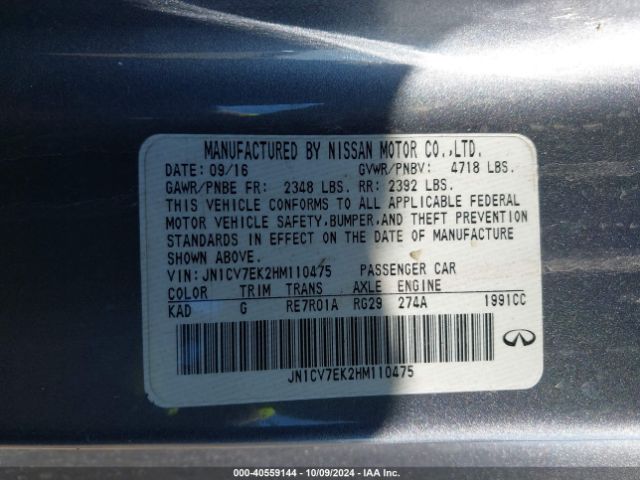 MANUFACTURED BY NISSAN MOTOR CO.,LTD.
DATE: 09/16 GVWR/PNBV: 4718 LBS.
GAWR/PNBE FR: 2348 LBS. RR: 2392 LBS.
THIS VEHICLE CONFORMS TO ALL APPLICABLE FEDERAL
MOTOR VEHICLE SAFETY,BUMPER,AND THEFT PREVENTION
STANDARDS IN EFFECT ON THE DATE OF MANUFACTURE
SHOWN ABOVE.
VIN: JN1CV7EK2HM110475 PASSENGER CAR
COLOR TRIM TRANS AXLE ENGINE
KAD G RE7R01A RG29 274A 1991CC
JN1CV7EK2HM110475
000-40559144 - 10/09/2024 - IAA Inc.